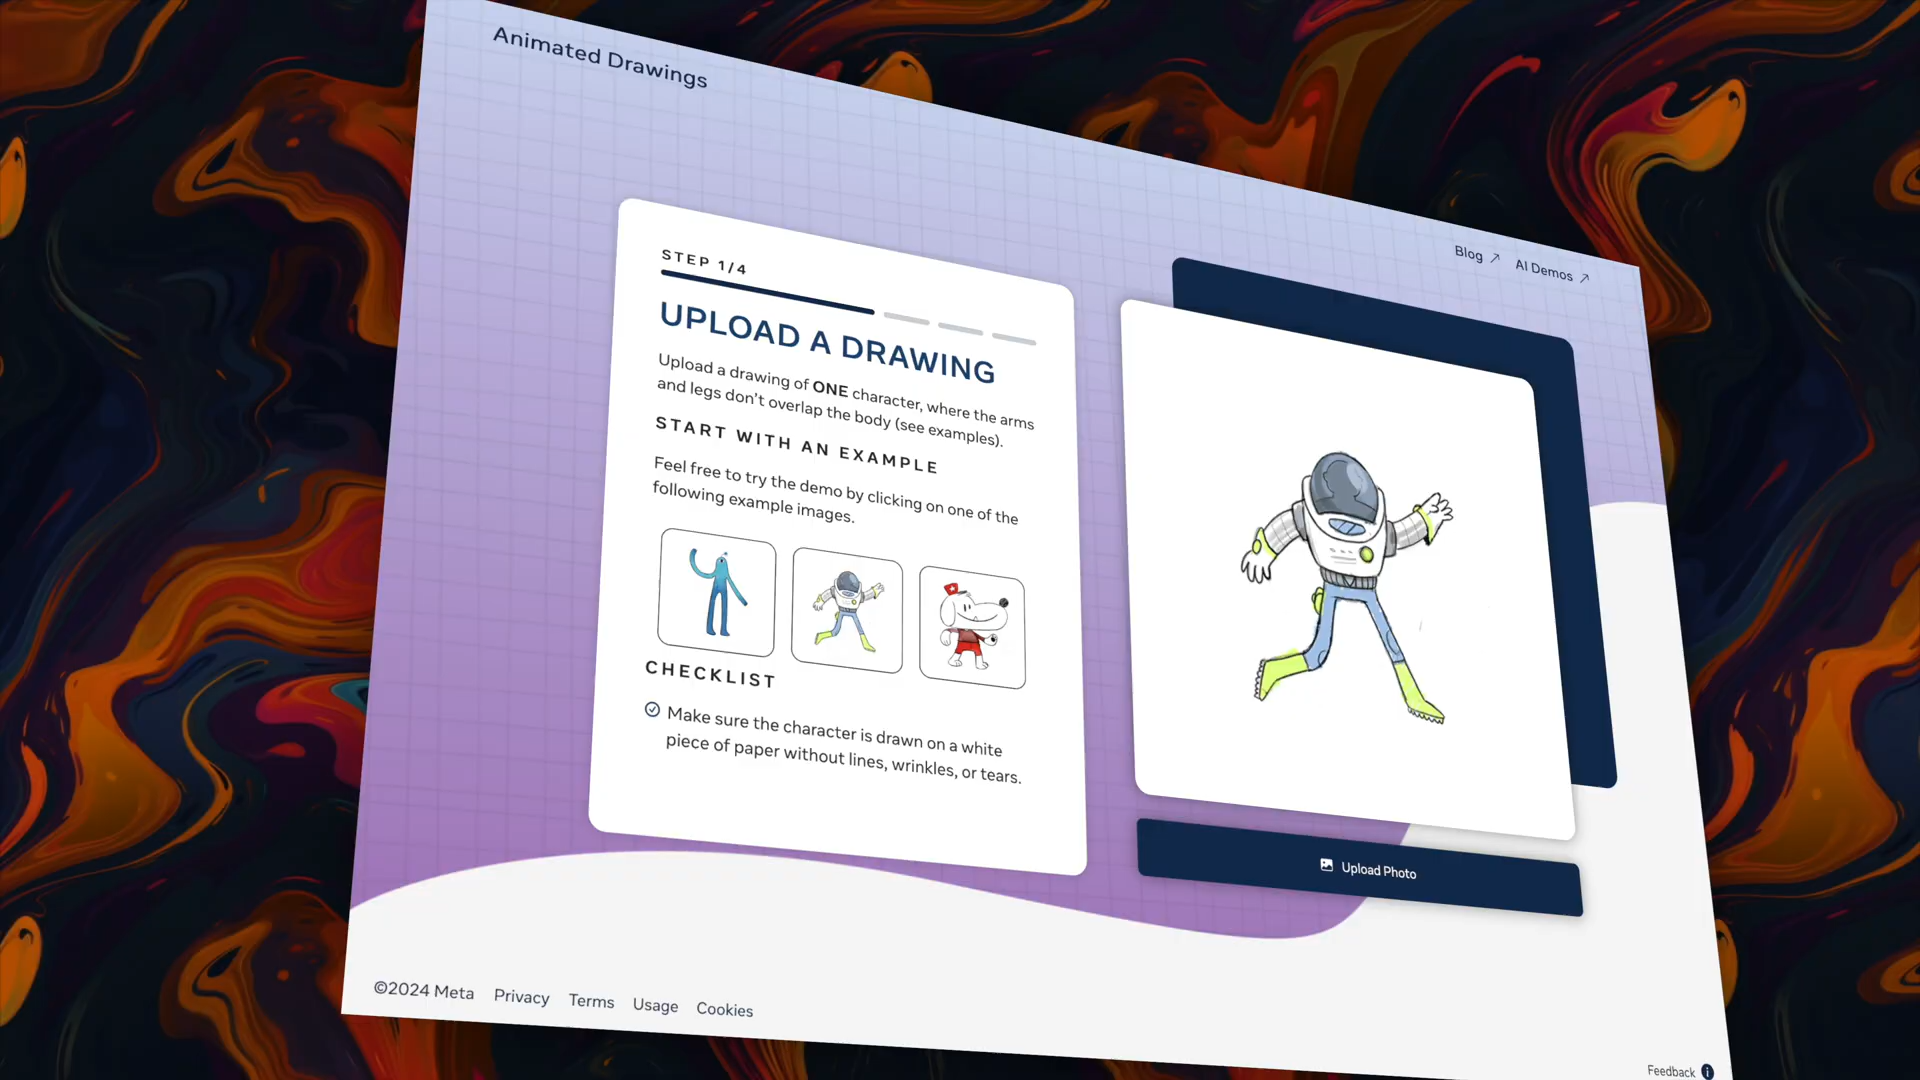 Animated Drawings
Blog
AI Demos
STEP 1/4
UPLOAD A DRAWING
Upload a drawing of ONE character, where the arms
and legs don’t overlap the body (see examples).
START WITH AN EXAMPLE
Feel free to try the demo by clicking on one of the
following example images.
CHECKLIST
Make sure the character is drawn on a white
piece of paper without lines, wrinkles, or tears.
Upload Photo
©2024 Meta Privacy Terms Usage Cookies
Feedback